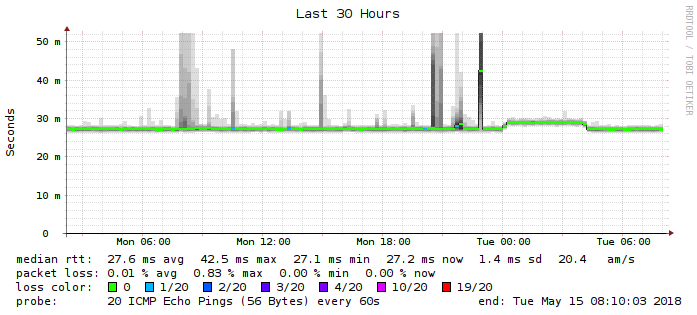 Last 30 Hours
RRDTOOL / TOBI OETIKER
Seconds
50 m
40 m
30 m
20 m
10 m
0
Mon 06:00 Mon 12:00 Mon 18:00 Tue 00:00 Tue 06:00
median rtt: 27.6 ms avg 42.5 ms max 27.1 ms min 27.2 ms now 1.4 ms sd 20.4 am/s
packet loss: 0.01 % avg 0.83 % max 0.00 % min 0.00 % now
loss color: 0 1/20 2/20 3/20 4/20 10/20 19/20
probe: 20 ICMP Echo Pings (56 Bytes) every 60s end: Tue May 15 08:10:03 2018